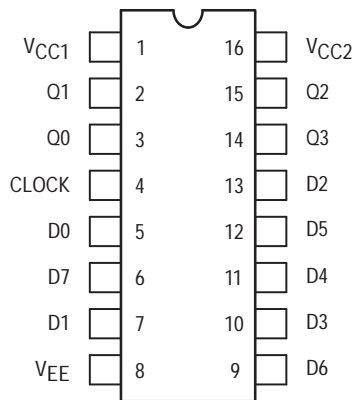 VCC1 1 16 VCC2
Q1 2 15 Q2
Q0 3 14 Q3
CLOCK 4 13 D2
D0 5 12 D5
D7 6 11 D4
D1 7 10 D3
VEE 8 9 D6